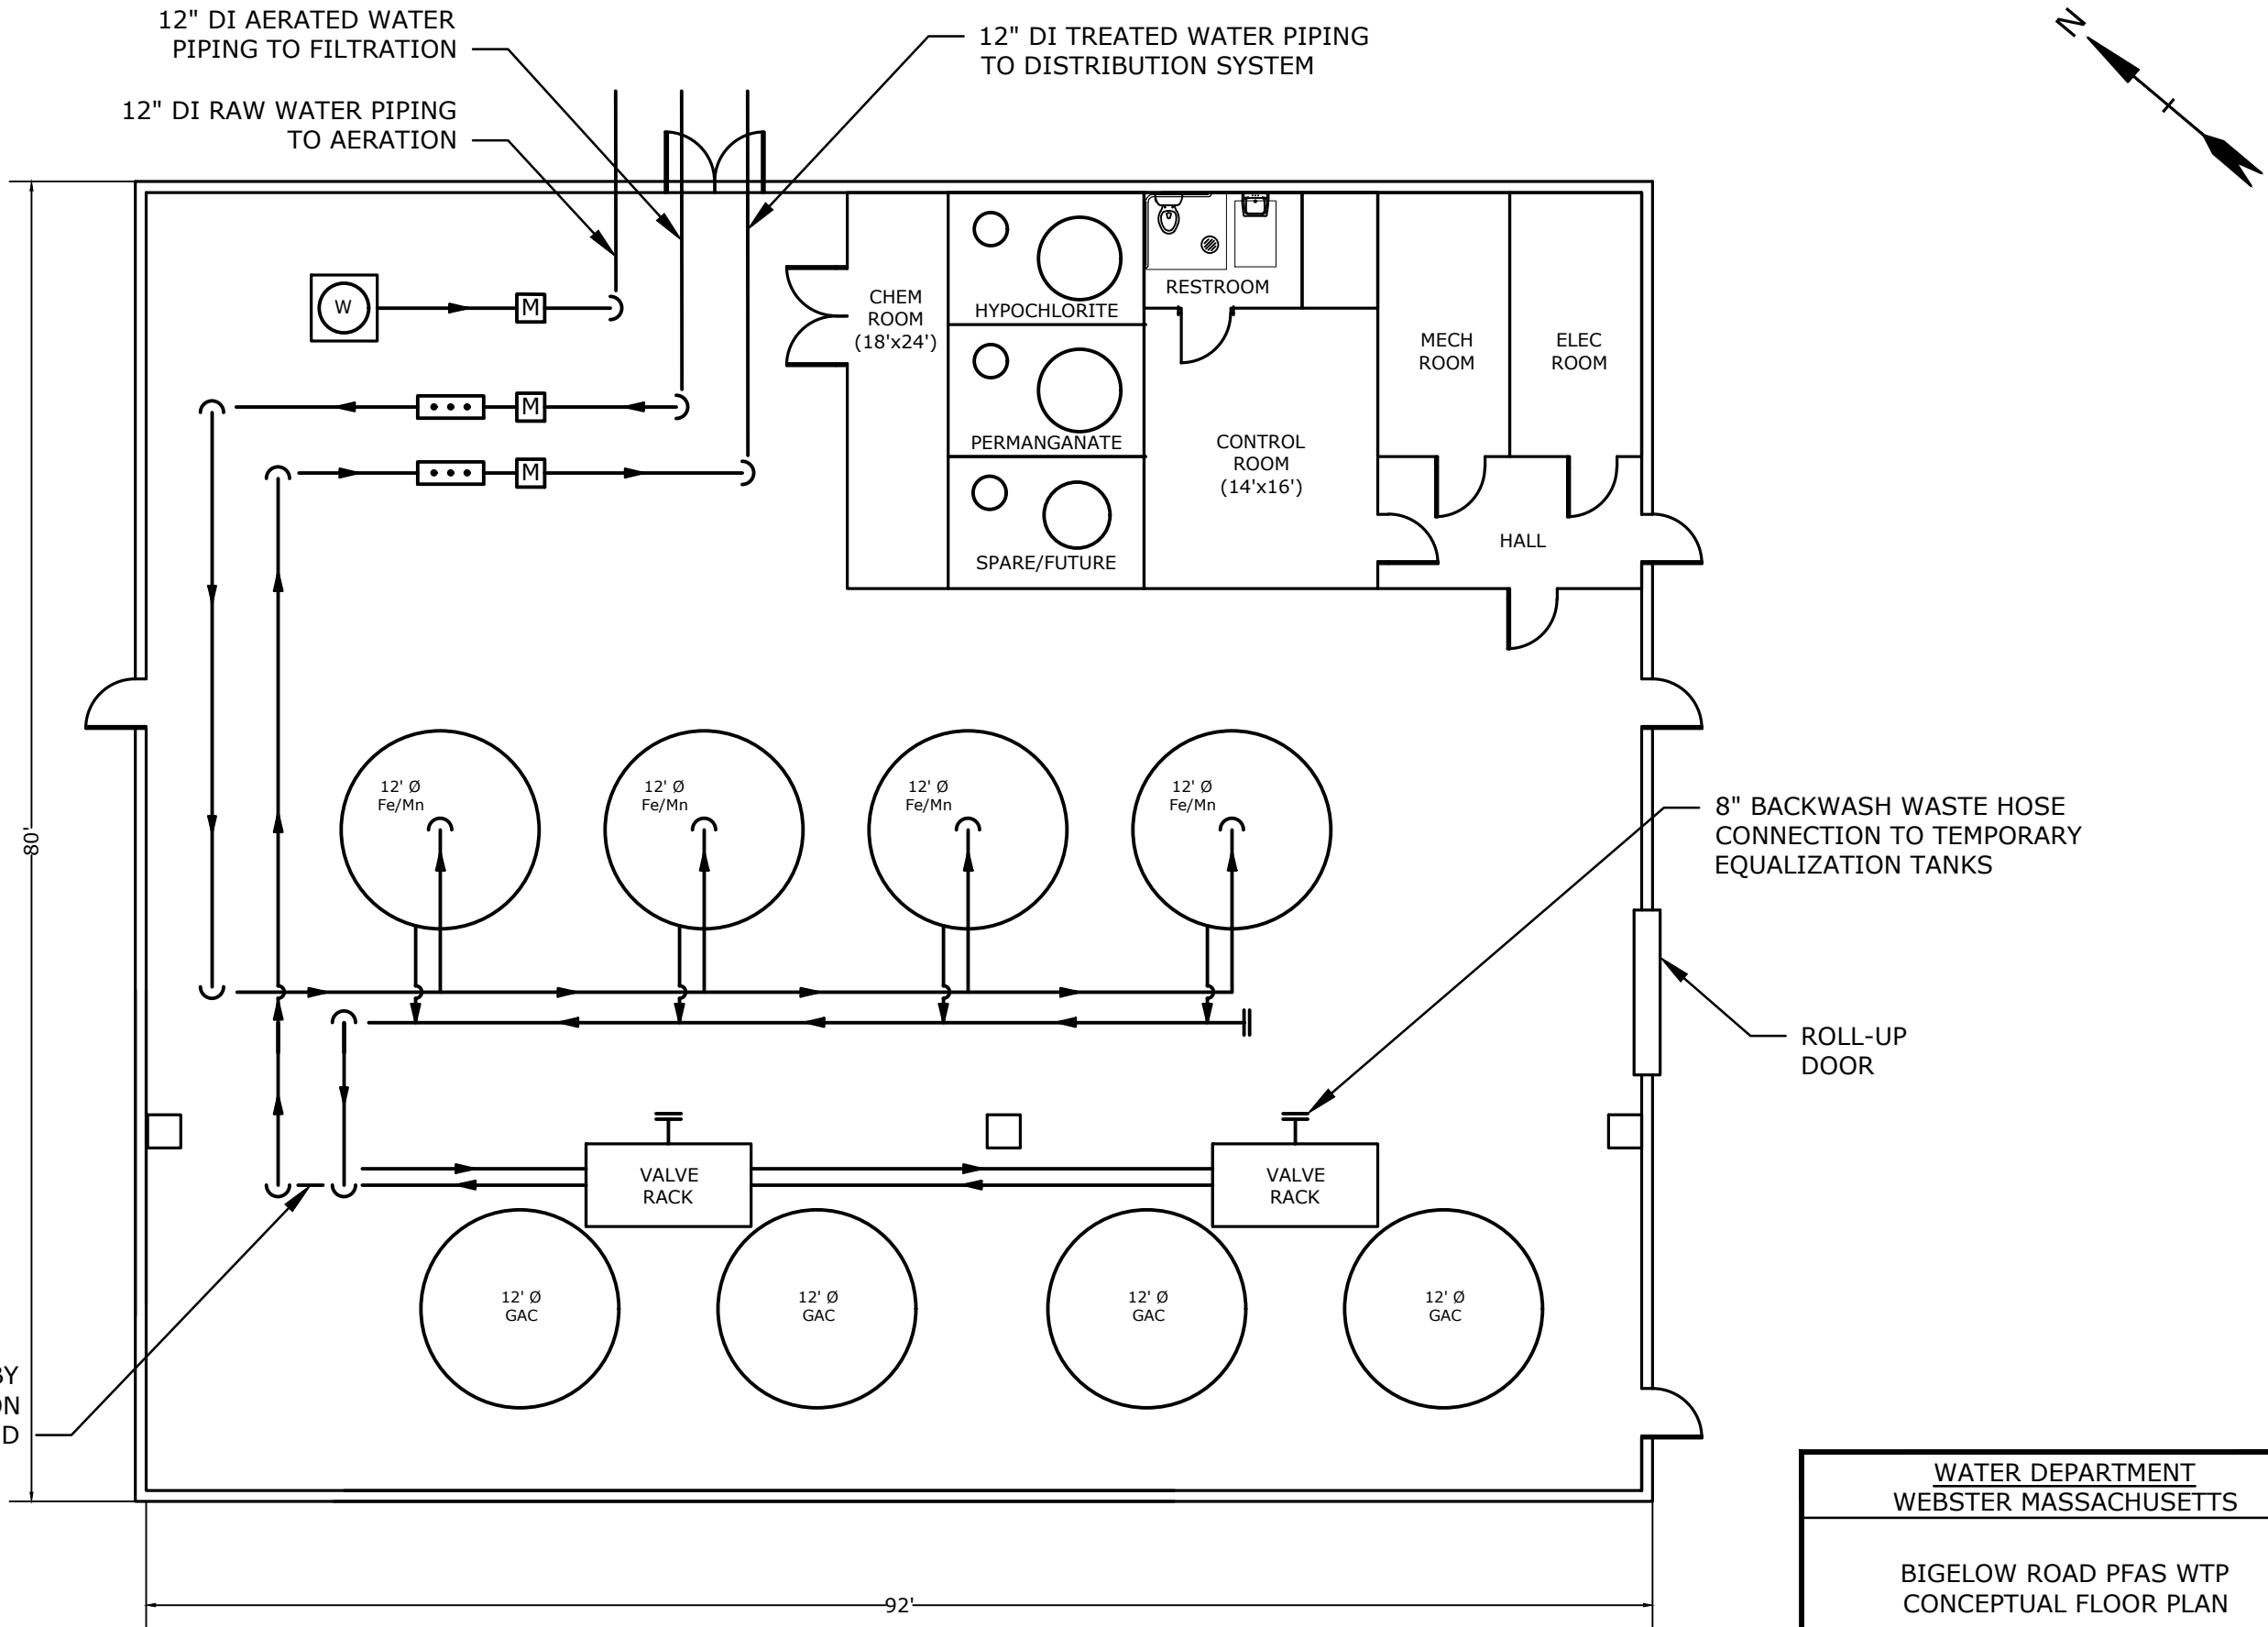 12" DI AERATED WATER
PIPING TO FILTRATION
12" DI TREATED WATER PIPING
TO DISTRIBUTION SYSTEM
N
12" DI RAW WATER PIPING
TO AERATION
W
M
M
M
CHEM
ROOM
(18'x24')
HYPOCHLORITE
PERMANGANATE
SPARE/FUTURE
RESTROOM
CONTROL
ROOM
(14'x16')
MECH
ROOM
ELEC
ROOM
HALL
80'
12' Ø
Fe/Mn
12' Ø
Fe/Mn
12' Ø
Fe/Mn
12' Ø
Fe/Mn
8" BACKWASH WASTE HOSE
CONNECTION TO TEMPORARY
EQUALIZATION TANKS
ROLL-UP
DOOR
VALVE
RACK
VALVE
RACK
12' Ø
GAC
12' Ø
GAC
12' Ø
GAC
12' Ø
GAC
92'
WATER DEPARTMENT
WEBSTER MASSACHUSETTS
BIGELOW ROAD PFAS WTP
CONCEPTUAL FLOOR PLAN